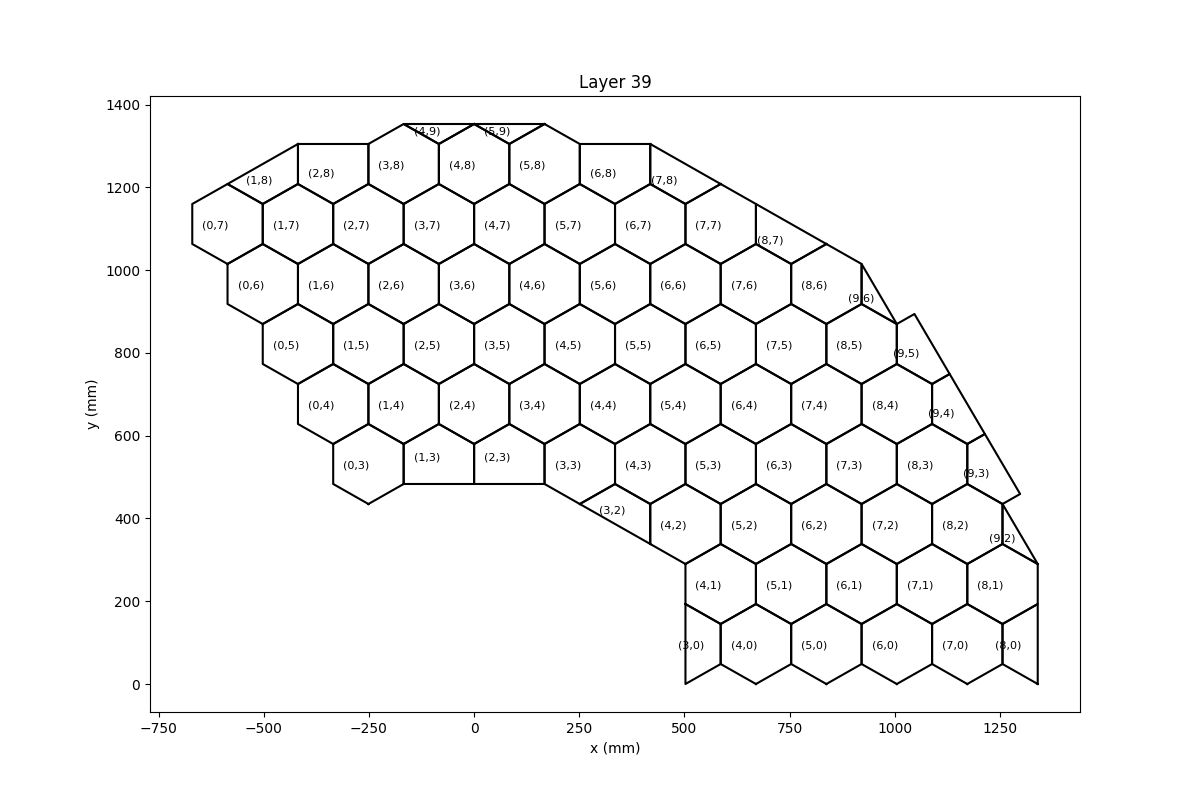 Layer 39
1400
1200
1000
800
600
400
200
0
y (mm)
(4,9) (5,9)
(1,8) (2,8) (3,8) (4,8) (5,8) (6,8) (7,8)
(0,7) (1,7) (2,7) (3,7) (4,7) (5,7) (6,7) (7,7) (8,7)
(0,6) (1,6) (2,6) (3,6) (4,6) (5,6) (6,6) (7,6) (8,6) (9,6)
(0,5) (1,5) (2,5) (3,5) (4,5) (5,5) (6,5) (7,5) (8,5) (9,5)
(0,4) (1,4) (2,4) (3,4) (4,4) (5,4) (6,4) (7,4) (8,4) (9,4)
(0,3) (1,3) (2,3) (3,3) (4,3) (5,3) (6,3) (7,3) (8,3) (9,3)
(3,2) (4,2) (5,2) (6,2) (7,2) (8,2) (9,2)
(4,1) (5,1) (6,1) (7,1) (8,1)
(3,0) (4,0) (5,0) (6,0) (7,0) (8,0)
−750 −500 −250 0 250 500 750 1000 1250
x (mm)